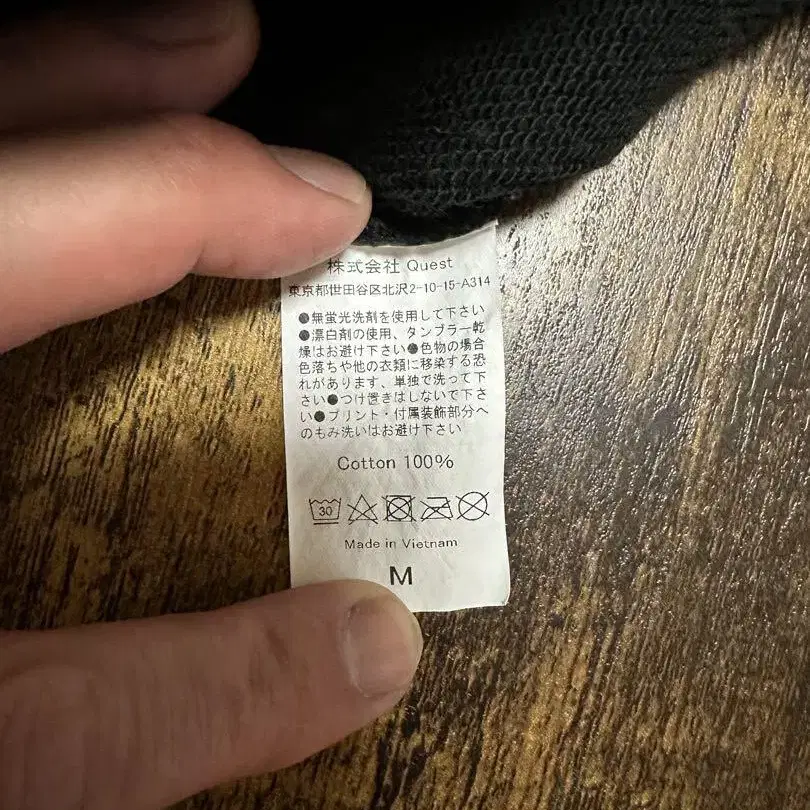 株式会社 Quest
東京都世田谷区北沢2-10-15-A314
●無蛍光洗剤を使用して下さい
●漂白剤の使用、タンブラー乾
燥はお避け下さい●色物の場合
色落ちや他の衣類に移染する恐
れがあります、単独で洗って下
さい●つけ置きはしないで下さ
い●プリント・付属装飾部分へ
のもみ洗いはお避け下さい
Cotton 100%
30
Made in Vietnam
M